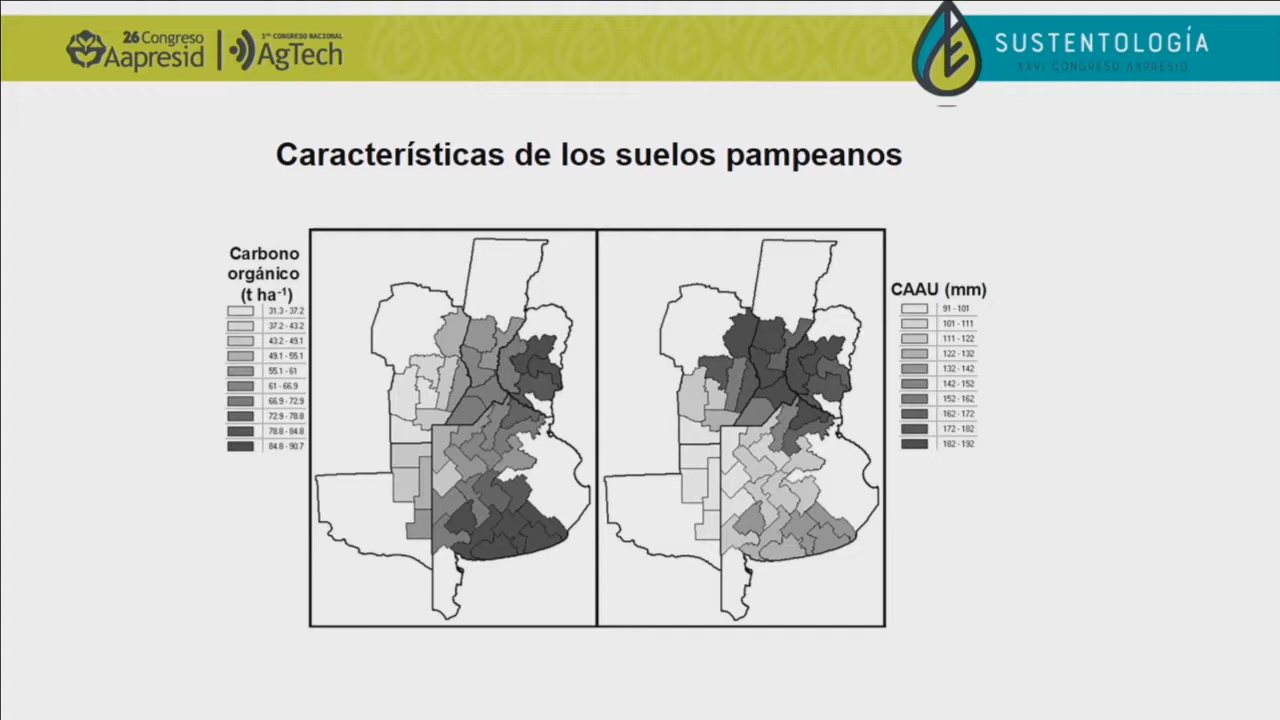 26 Congreso
Aapresid
1er CONGRESO NACIONAL
AgTech
SUSTENTOLOGÍA
XXVI CONGRESO AAPRESID
Características de los suelos pampeanos
Carbono
orgánico
(t ha-1)
31.3 - 37.2
37.2 - 43.2
43.2 - 49.1
49.1 - 55.1
55.1 - 61
61 - 66.9
66.9 - 72.9
72.9 - 78.8
78.8 - 84.8
84.8 - 90.7
CAAU (mm)
91 - 101
101 - 111
111 - 122
122 - 132
132 - 142
142 - 152
152 - 162
162 - 172
172 - 182
182 - 192